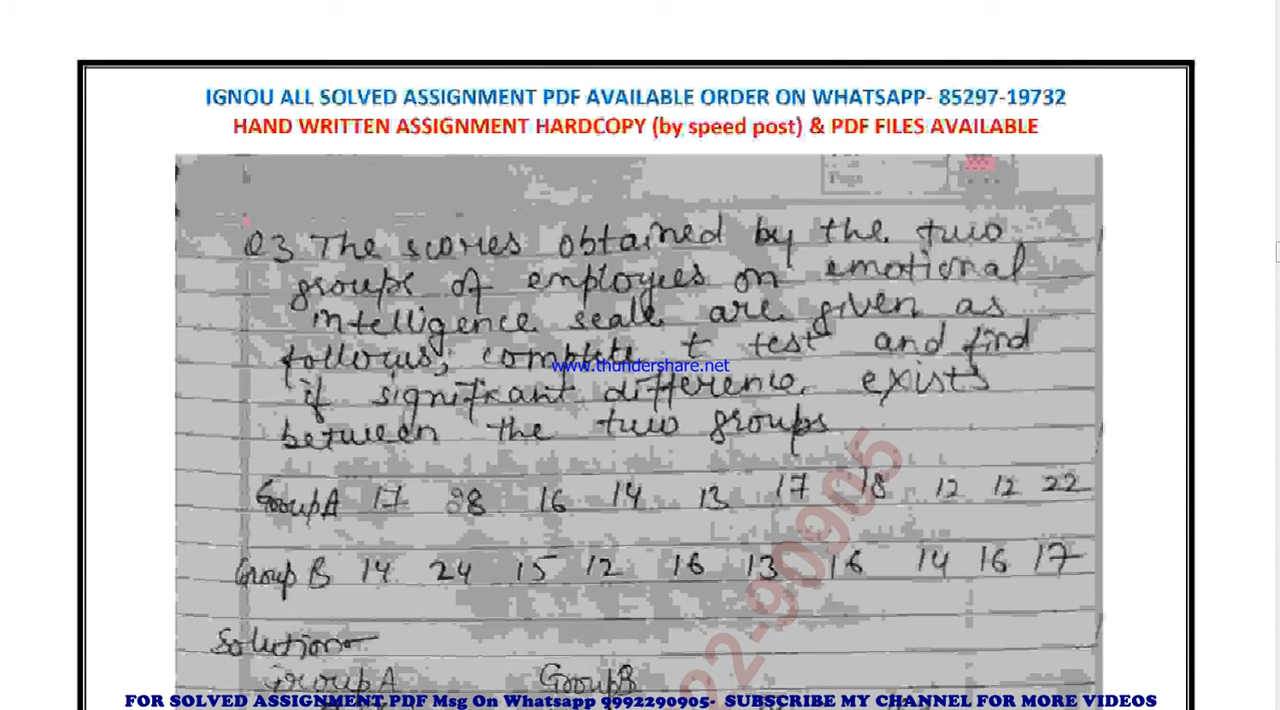 IGNOU ALL SOLVED ASSIGNMENT PDF AVAILABLE ORDER ON WHATSAPP- 85297-19732
HAND WRITTEN ASSIGNMENT HARDCOPY (by speed post) & PDF FILES AVAILABLE
Q3 The scores obtained by the two
groups of employees on emotional
intelligence scale are given as
follows; complete t test and find
www.thundershare.net
if significant difference exists
between the two groups
Group A 17 28 16 14 13 17 18 12 12 22
Group B 14 24 15 12 16 13 16 14 16 17
22-90905
Solution
Group A Group B
FOR SOLVED ASSIGNMENT PDF Msg On Whatsapp 9992290905- SUBSCRIBE MY CHANNEL FOR MORE VIDEOS